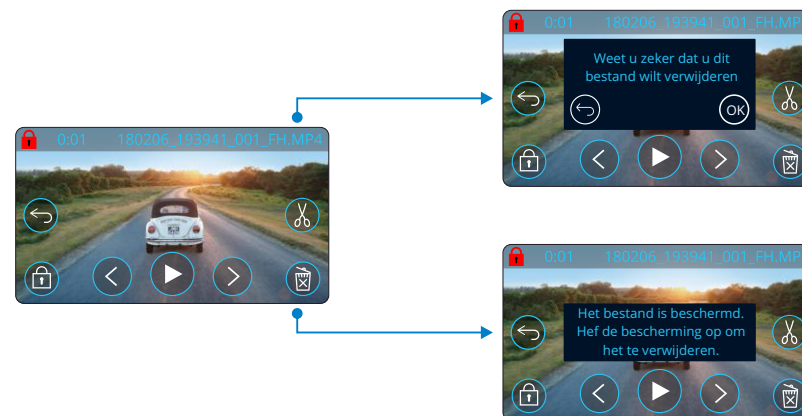 0:01 180206_193941_001_FH.MP4
0:01 180206_193941_001_FH.MP
Weet u zeker dat u dit
bestand wilt verwijderen
OK
0:01 180206_193941_001_FH.MP
Het bestand is beschermd.
Hef de bescherming op om
het te verwijderen.